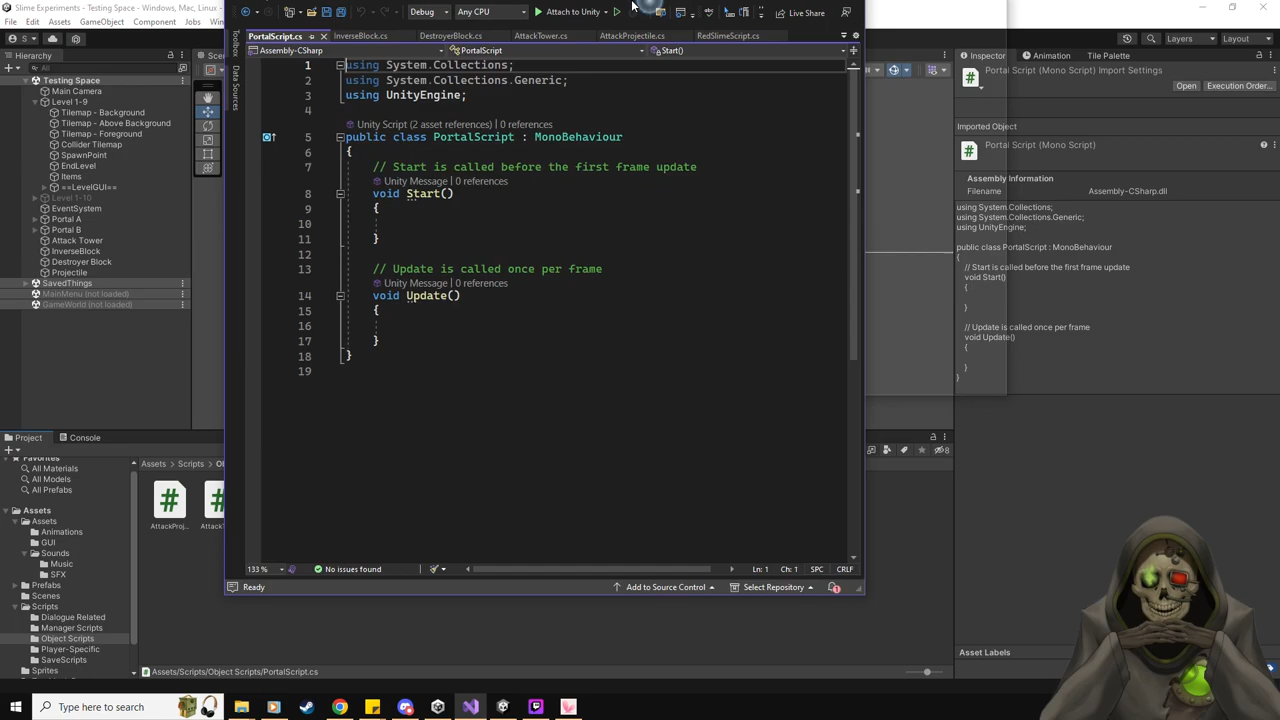 Slime Experiments - Testing Space - Windows, Mac, Linux -
File Edit Assets GameObject Component Jobs
Debug Any CPU Attach to Unity Live Share
S Layers Layout
PortalScript.cs InverseBlock.cs DestroyerBlock.cs AttackTower.cs AttackProjectile.cs RedSlimeScript.cs
Assembly-CSharp PortalScript Start()
Hierarchy
All
Testing Space
Main Camera
Level 1-9
Tilemap - Background
Tilemap - Above Background
Tilemap - Foreground
Collider Tilemap
SpawnPoint
EndLevel
Items
==LevelGUI==
Level 1-10
EventSystem
Portal A
Portal B
Attack Tower
InverseBlock
Destroyer Block
Projectile
SavedThings
MainMenu (not loaded)
GameWorld (not loaded)
Toolbox
Data Sources
1 using System.Collections;
2 using System.Collections.Generic;
3 using UnityEngine;
4
Unity Script (2 asset references) | 0 references
5 public class PortalScript : MonoBehaviour
6 {
7 // Start is called before the first frame update
Unity Message | 0 references
8 void Start()
9 {
10
11 }
12
13 // Update is called once per frame
Unity Message | 0 references
14 void Update()
15 {
16
17 }
18 }
19
133 % No issues found Ln: 1 Ch: 1 SPC CRLF
Ready Add to Source Control Select Repository 1
Inspector Animation Tile Palette
Portal Script (Mono Script) Import Settings
Open Execution Order...
Imported Object
Portal Script (Mono Script)
Assembly Information
Filename Assembly-CSharp.dll
using System.Collections;
using System.Collections.Generic;
using UnityEngine;
public class PortalScript : MonoBehaviour
{
// Start is called before the first frame update
void Start()
{
}
// Update is called once per frame
void Update()
{
}
}
Asset Labels
Project Console
8
Favorites
All Materials
All Models
All Prefabs
Assets
Assets
Animations
GUI
Sounds
Music
SFX
Prefabs
Scenes
Scripts
Dialogue Related
Manager Scripts
Object Scripts
Player-Specific
SaveScripts
Sprites
Assets Scripts
AttackProj...
Assets/Scripts/Object Scripts/PortalScript.cs
Type here to search